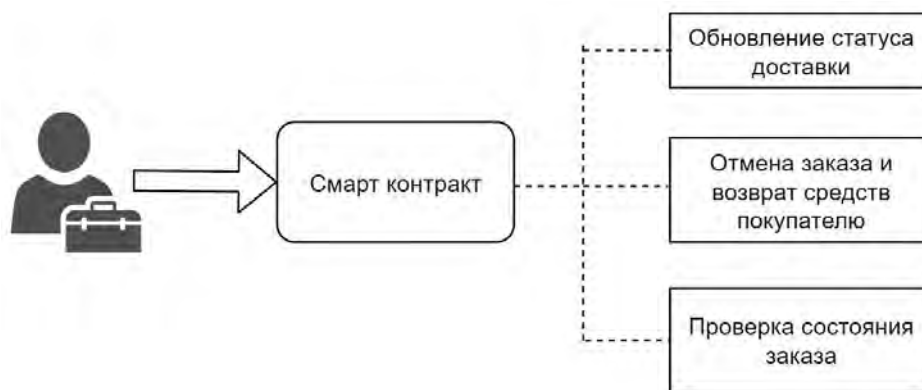 Обновление статуса
доставки
Смарт контракт
Отмена заказа и
возврат средств
покупателю
Проверка состояния
заказа